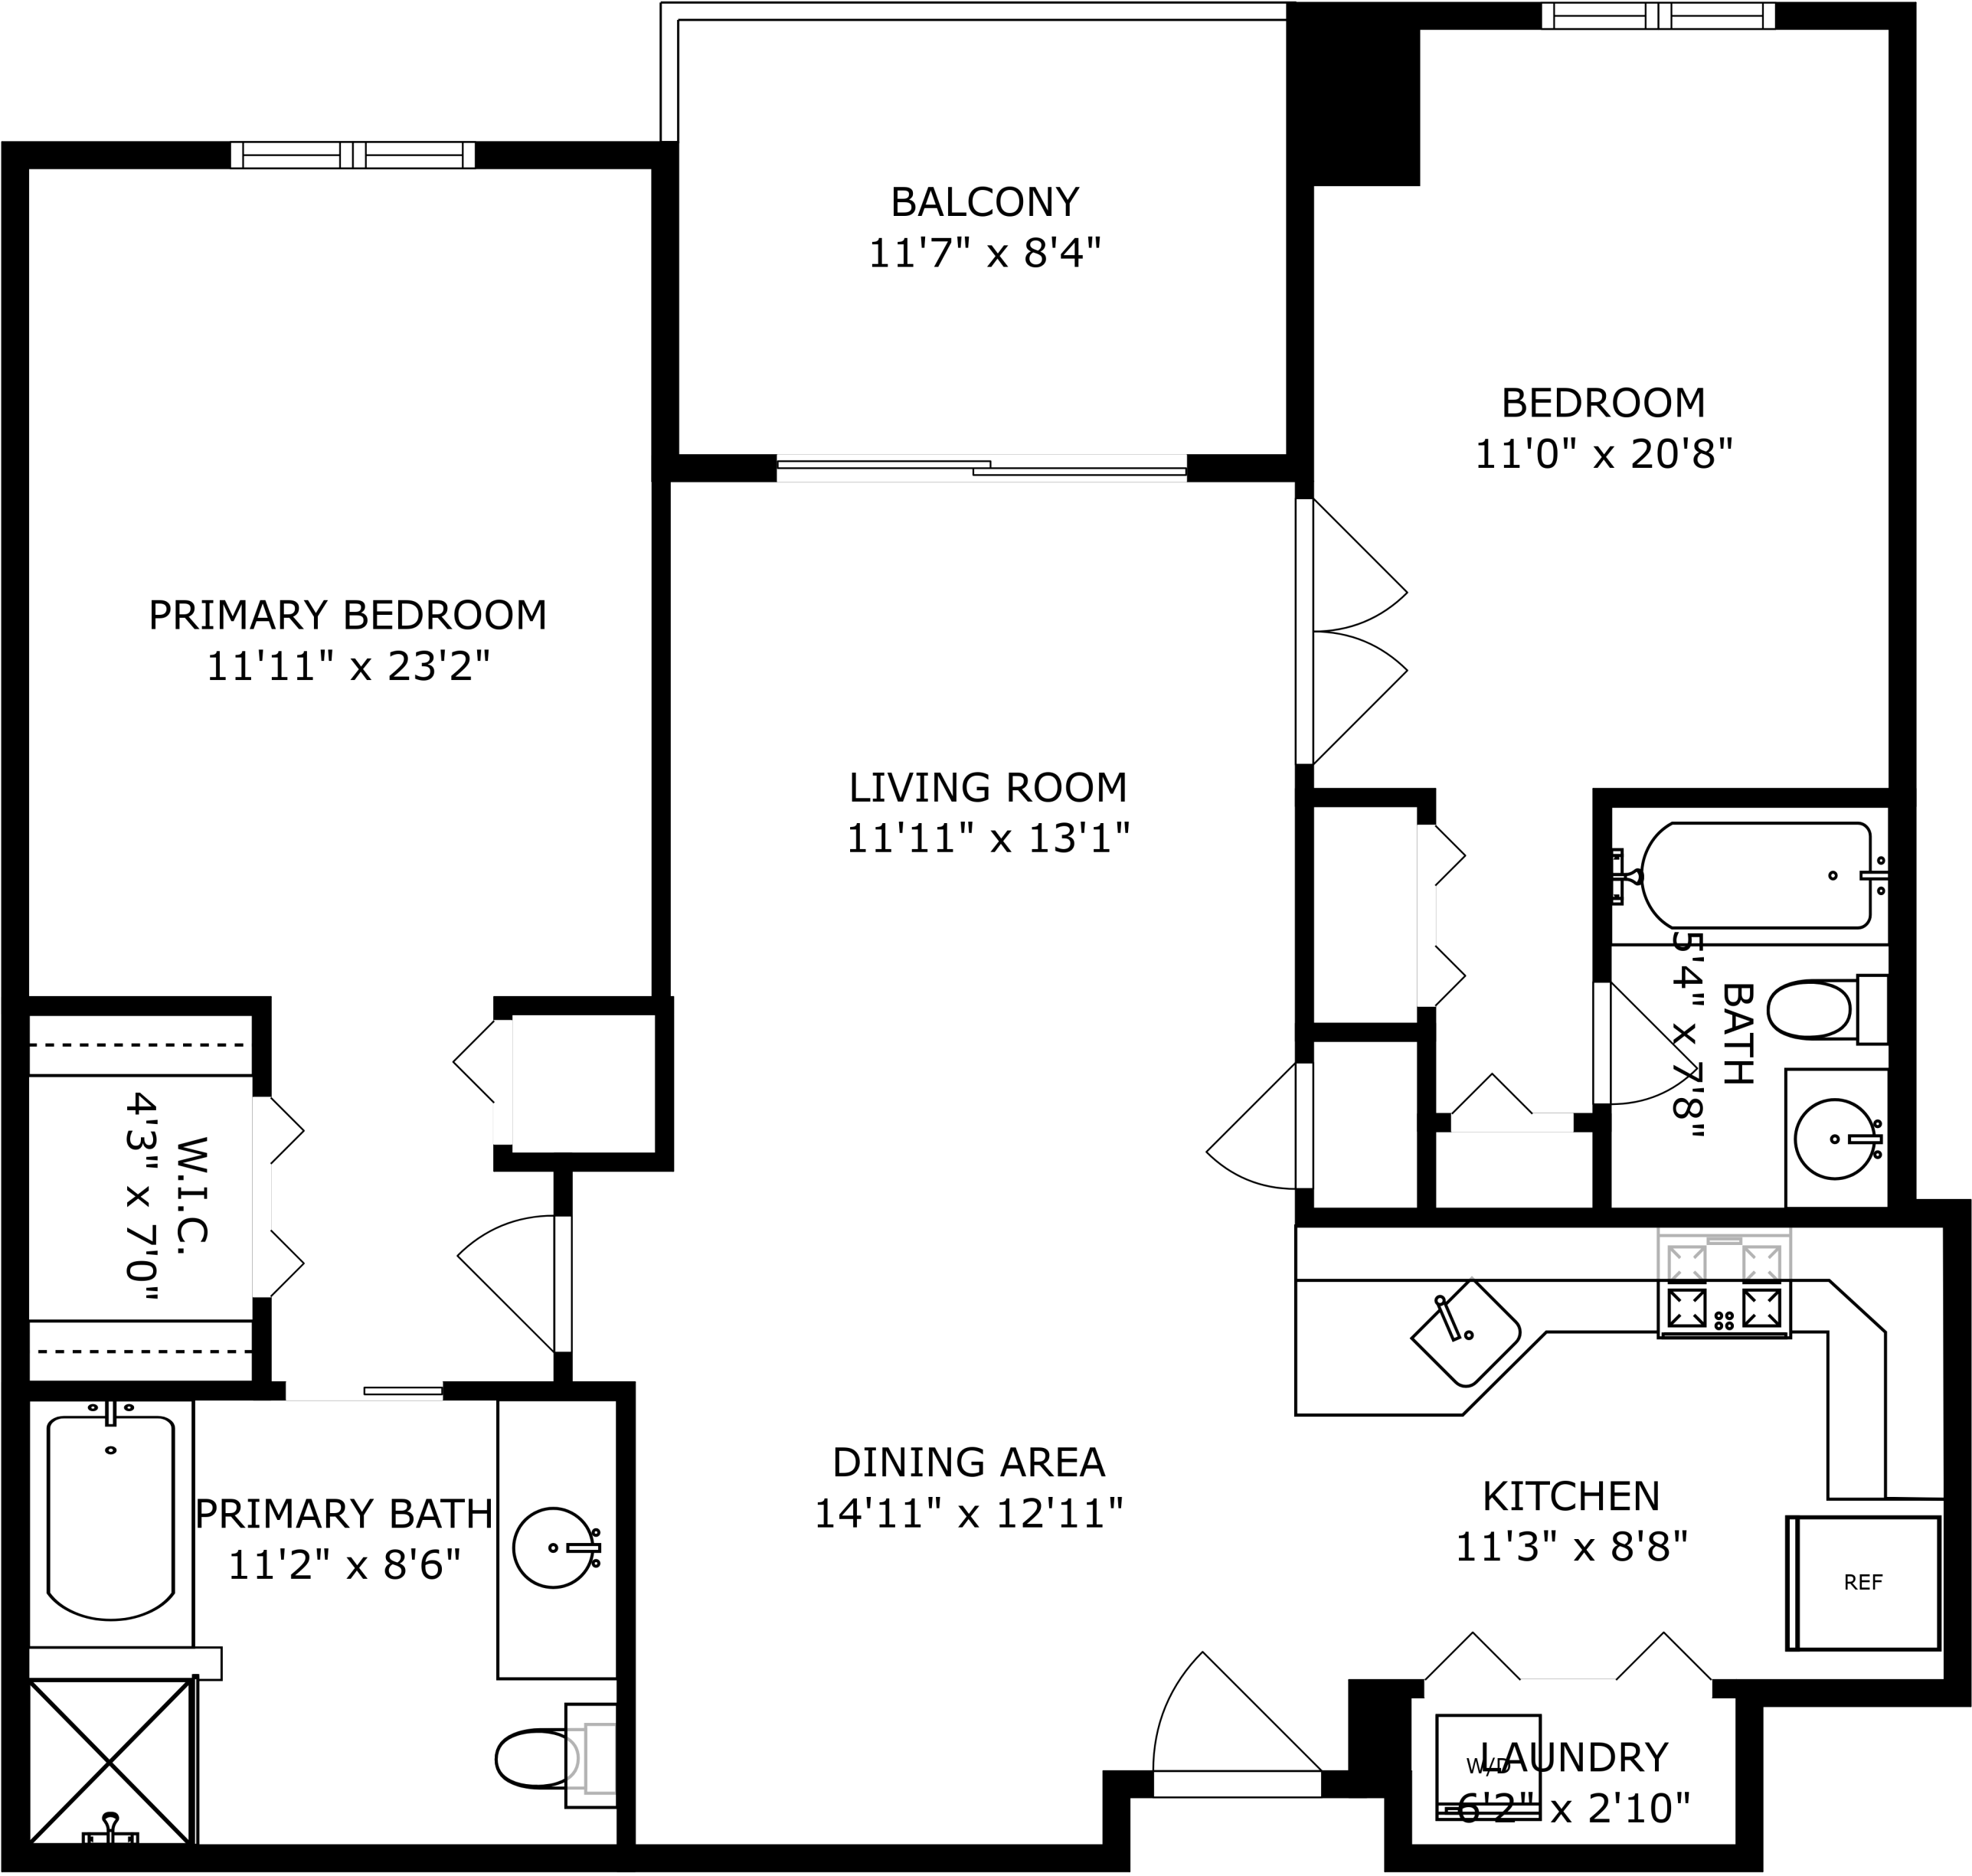 BALCONY
11'7" x 8'4"
BEDROOM
11'0" x 20'8"
PRIMARY BEDROOM
11'11" x 23'2"
LIVING ROOM
11'11" x 13'1"
BATH
5'4" x 7'8"
W.I.C.
4'3" x 7'0"
DINING AREA
14'11" x 12'11"
KITCHEN
11'3" x 8'8"
PRIMARY BATH
11'2" x 8'6"
REF
LAUNDRY
6'2" x 2'10"
W/D